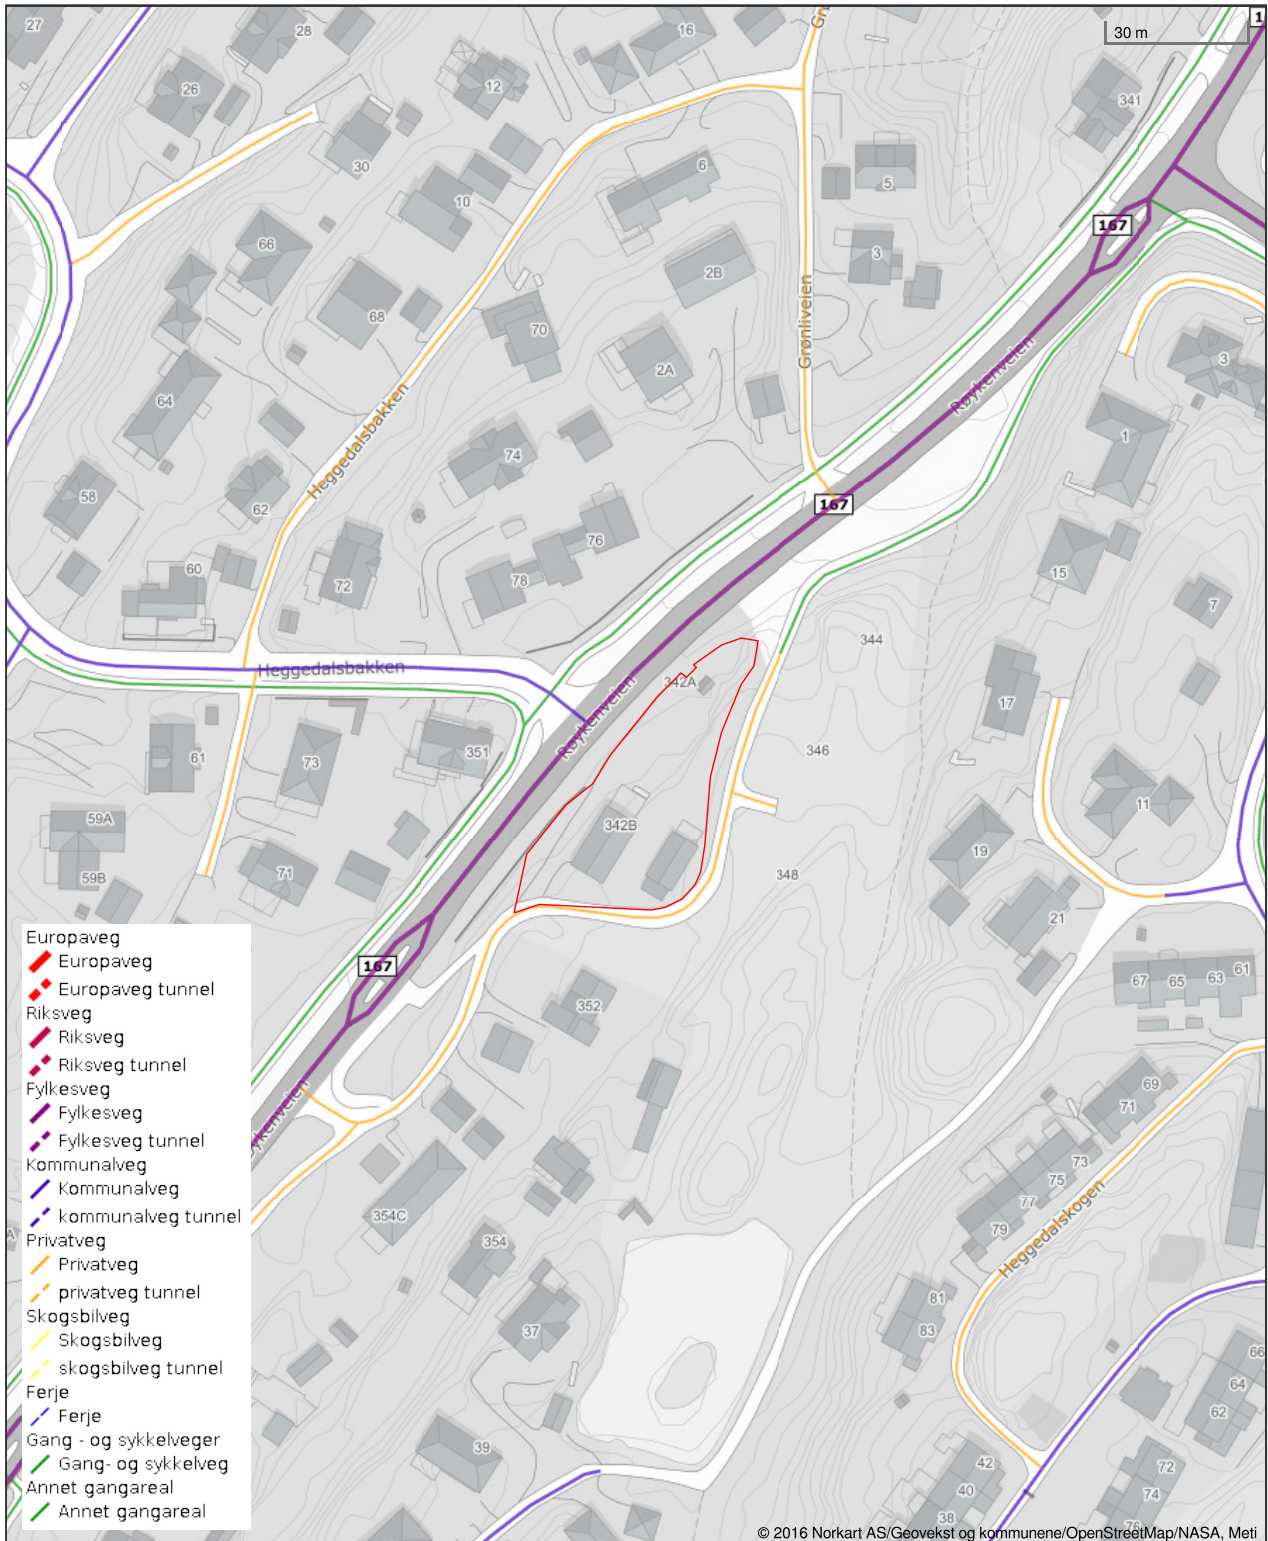 27
28
16
1
30 m
12
26
341
30
6
5
10
66
3
2B
167
68
70
Grønliveien
3
2A
Røykenveien
64
Heggedalsbakken
1
74
58
62
167
76
15
60
72
78
7
344
Heggedalsbakken
342A
17
Røykenveien
346
61
73
351
11
59A
342B
19
59B
71
348
21
167
67
65
63
61
352
69
71
73
75
77
79
Heggedalskogen
354C
354
81
83
37
66
64
62
39
42
40
38
72
74
76
Europaveg
Europaveg
Europaveg tunnel
Riksveg
Riksveg
Riksveg tunnel
Fylkesveg
Fylkesveg
Fylkesveg tunnel
Kommunalveg
Kommunalveg
kommunalveg tunnel
Privatveg
Privatveg
privatveg tunnel
Skogsbilveg
Skogsbilveg
skogsbilveg tunnel
Ferje
Ferje
Gang - og sykkelveger
Gang- og sykkelveg
Annet gangareal
Annet gangareal
© 2016 Norkart AS/Geovekst og kommunene/OpenStreetMap/NASA, Meti